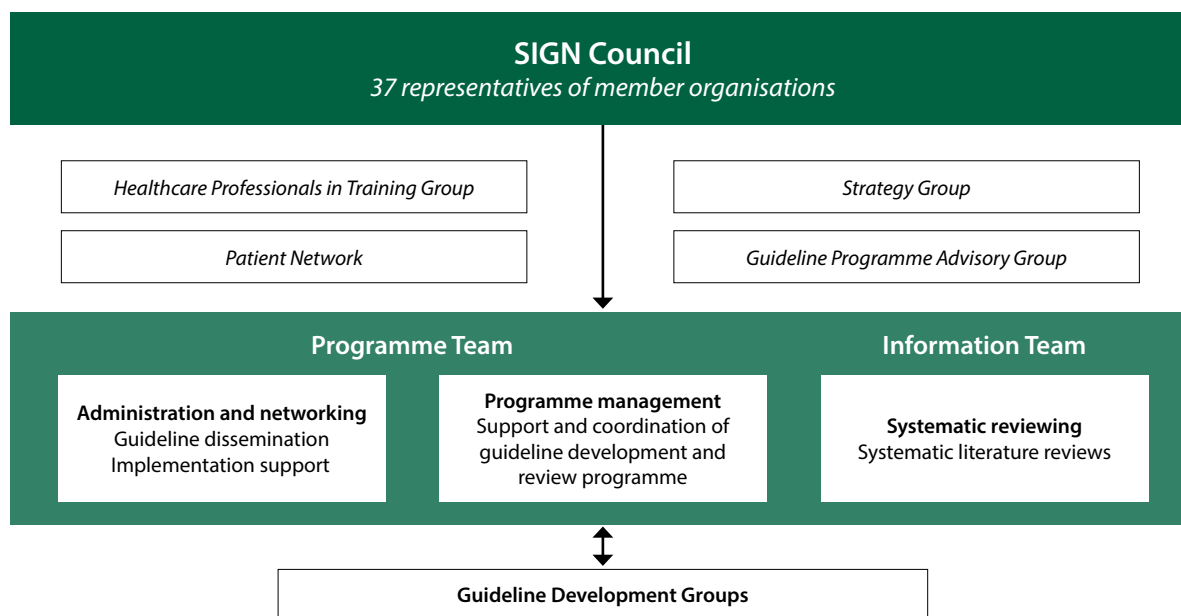 SIGN Council
37 representatives of member organisations
Healthcare Professionals in Training Group
Strategy Group
Patient Network
Guideline Programme Advisory Group
Programme Team
Information Team
Administration and networking
Guideline dissemination
Implementation support
Programme management
Support and coordination of
guideline development and
review programme
Systematic reviewing
Systematic literature reviews
Guideline Development Groups